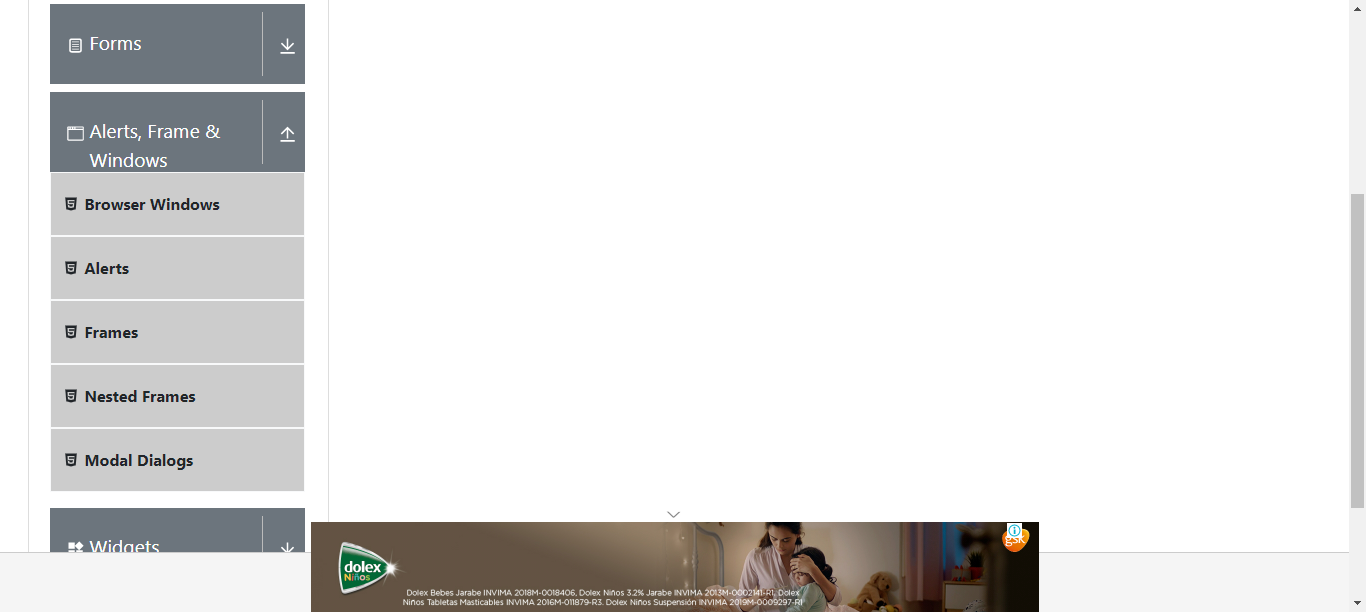 Forms
Alerts, Frame &
Windows
Browser Windows
Alerts
Frames
Nested Frames
Modal Dialogs
Widgets
dolex
Niños
gsk
Dolex Bebes Jarabe INVIMA 2018M-0018406, Dolex Niños 3.2% Jarabe INVIMA 2013M-0002141-R1, Dolex
Niños Tabletas Masticables INVIMA 2016M-011879-R3, Dolex Niños Suspensión INVIMA 2019M-0009297-R1